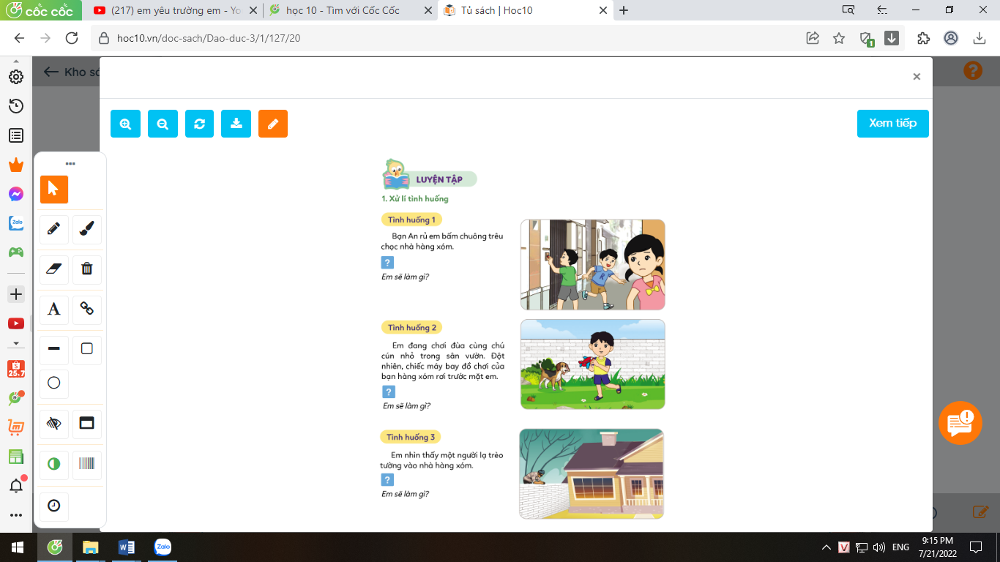 cốc cốc
(217) em yêu trường em - Yo
học 10 - Tìm với Cốc Cốc
Tủ sách | Hoc10
hoc10.vn/doc-sach/Dao-duc-3/1/127/20
1
Kho sá
Xem tiếp
LUYỆN TẬP
1. Xử lí tình huống
Tình huống 1
Bạn An rủ em bấm chuông trêu
chọc nhà hàng xóm.
?
Em sẽ làm gì?
R
Tình huống 2
Em đang chơi đùa cùng chú
cún nhỏ trong sân vườn. Đột
nhiên, chiếc máy bay đồ chơi của
bạn hàng xóm rơi trước mặt em.
?
Em sẽ làm gì?
Tình huống 3
Em nhìn thấy một người lạ trèo
tường vào nhà hàng xóm.
?
Em sẽ làm gì?
Zalo
25.7
A
Zalo
ENG
9:15 PM
7/21/2022